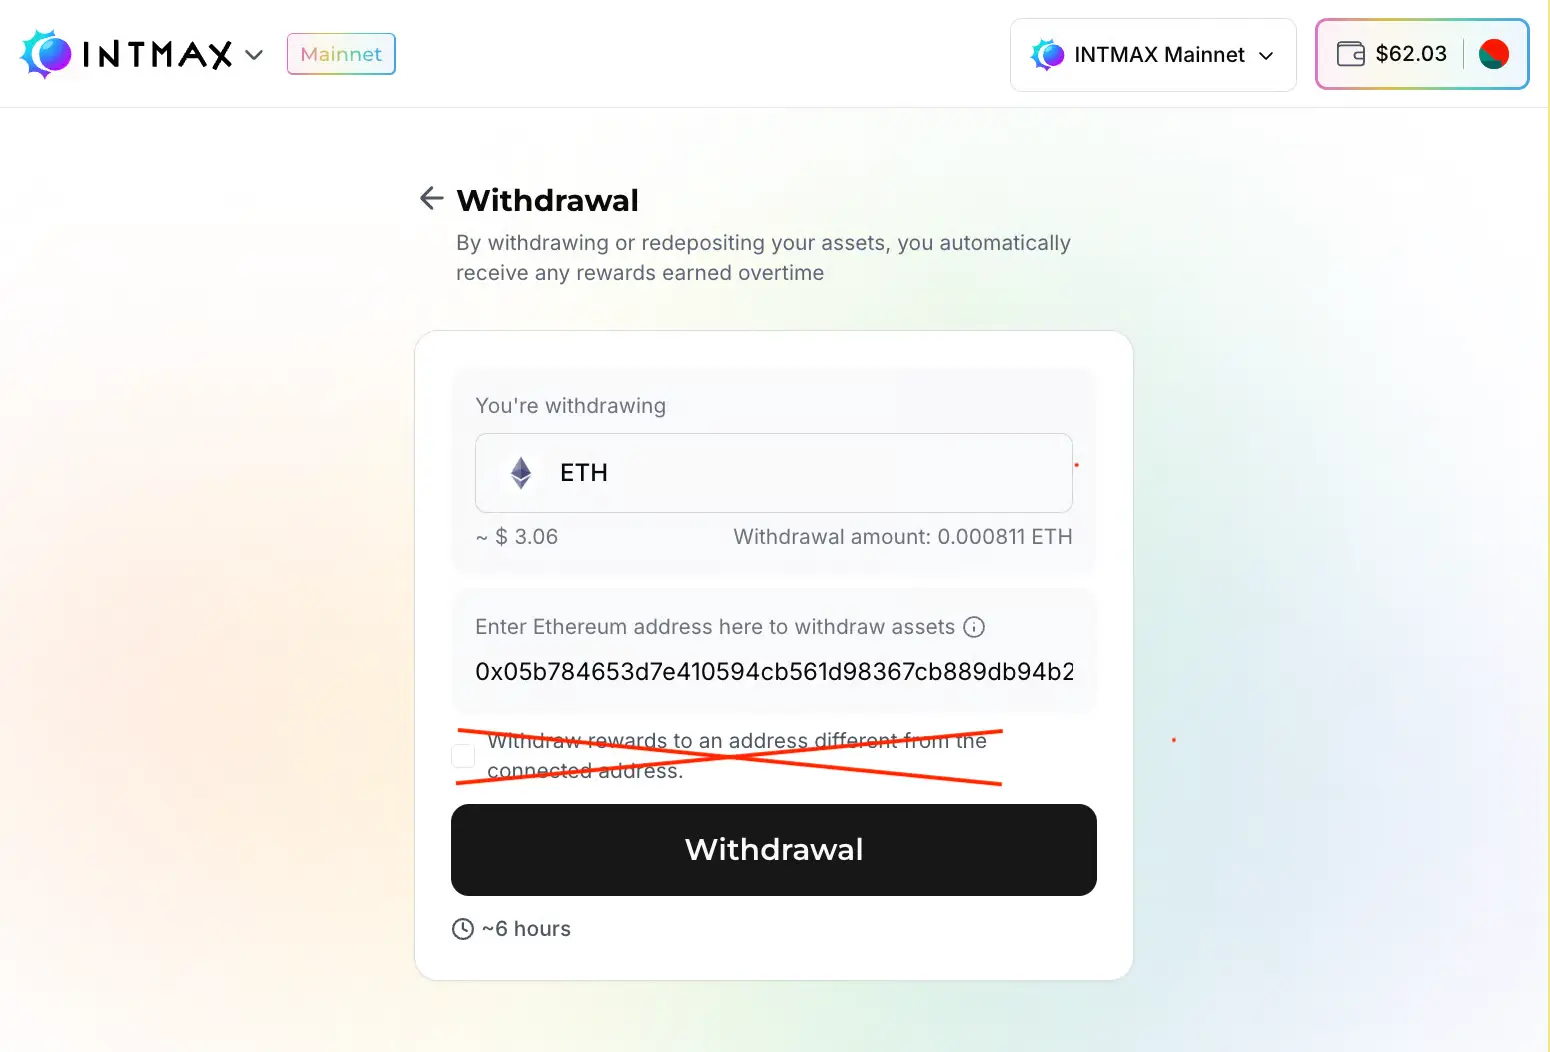 INTMAX
Mainnet
INTMAX Mainnet
$62.03
Withdrawal
By withdrawing or redepositing your assets, you automatically
receive any rewards earned overtime
You're withdrawing
ETH
~ $ 3.06
Withdrawal amount: 0.000811 ETH
Enter Ethereum address here to withdraw assets
0x05b784653d7e410594cb561d98367cb889db94b2
Withdraw rewards to an address different from the
connected address.
Withdrawal
~6 hours